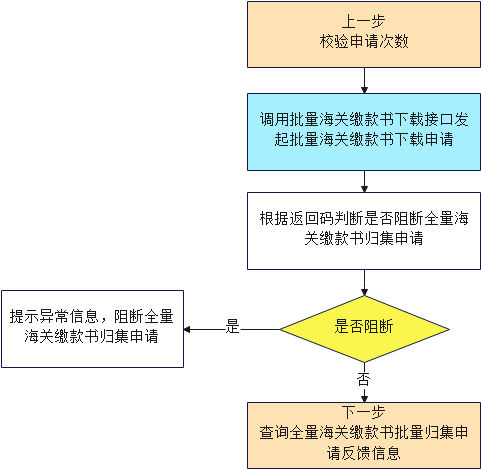 上一步
校验申请次数
调用批量海关缴款书下载接口发
起批量海关缴款书下载申请
根据返回码判断是否阻断全量海
关缴款书归集申请
提示异常信息，阻断全量
海关缴款书归集申请
是
是否阻断
否
下一步
查询全量海关缴款书批量归集申
请反馈信息